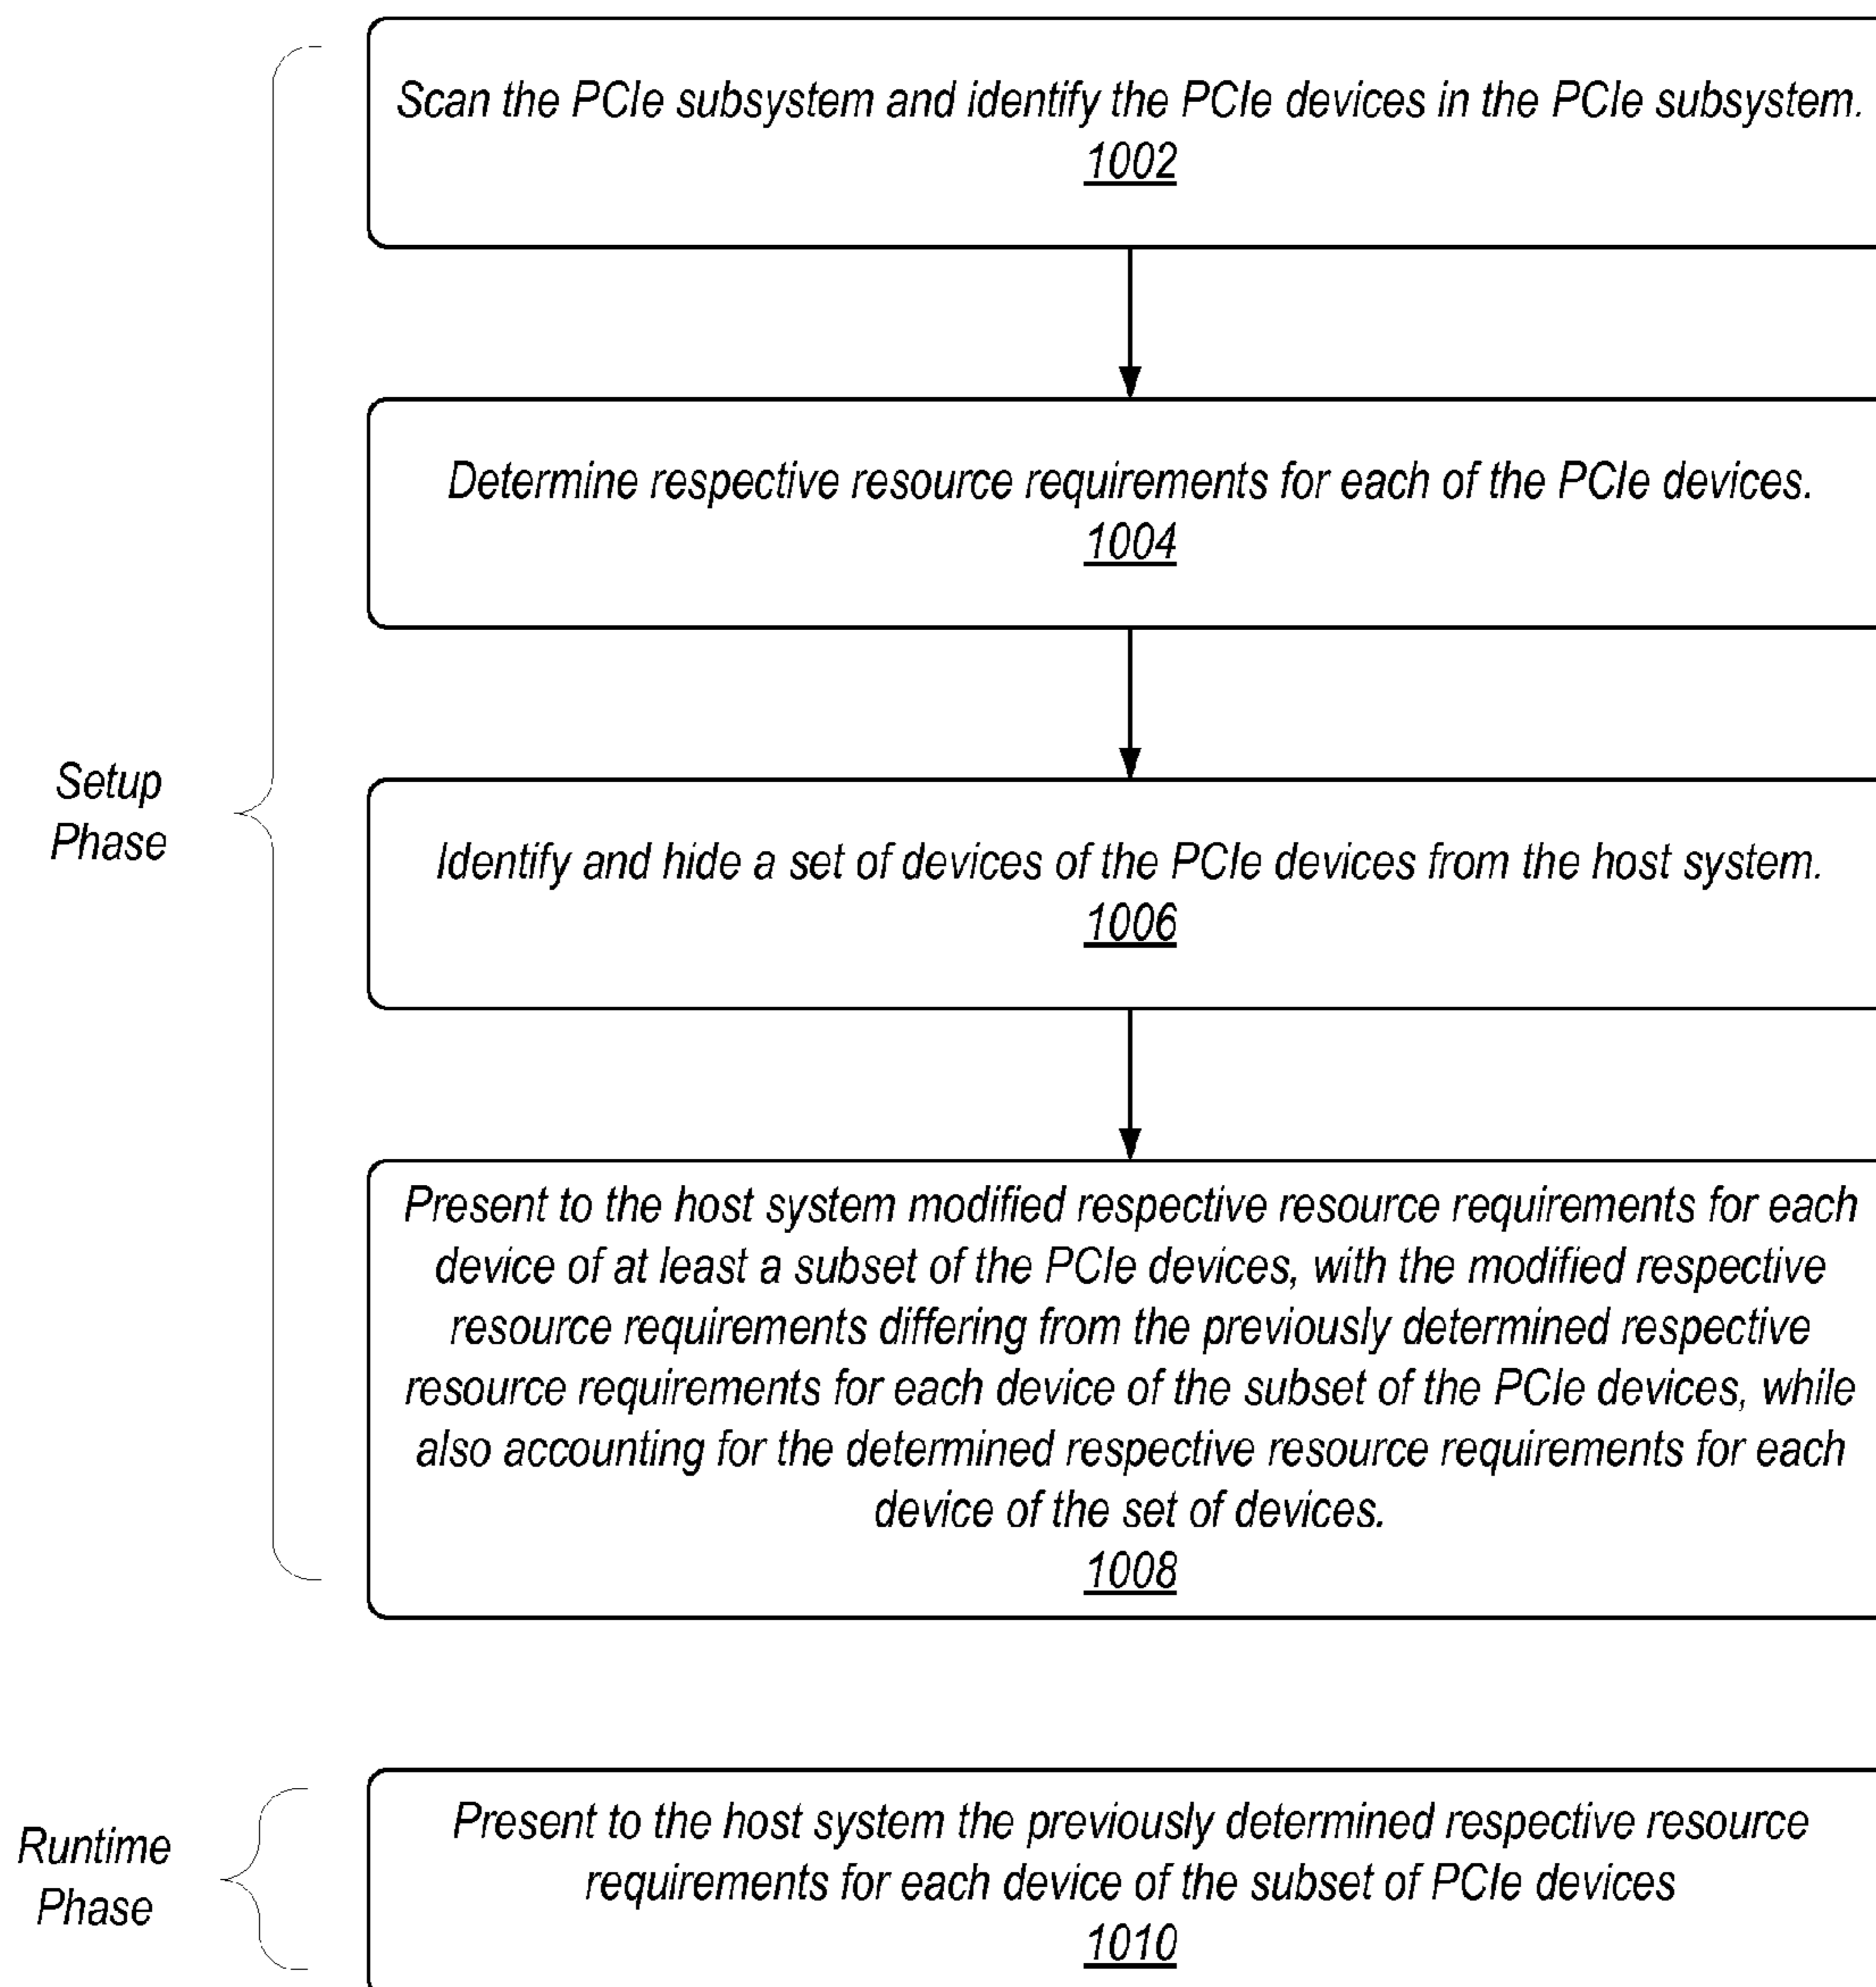 Scan the PCIe subsystem and identify the PCIe devices in the PCIe subsystem.
1002
Determine respective resource requirements for each of the PCIe devices.
1004
Identify and hide a set of devices of the PCIe devices from the host system.
1006
Setup
Phase
Present to the host system modified respective resource requirements for each
device of at least a subset of the PCIe devices, with the modified respective
resource requirements differing from the previously determined respective
resource requirements for each device of the subset of the PCIe devices, while
also accounting for the determined respective resource requirements for each
device of the set of devices.
1008
Runtime
Phase
Present to the host system the previously determined respective resource
requirements for each device of the subset of PCIe devices
1010